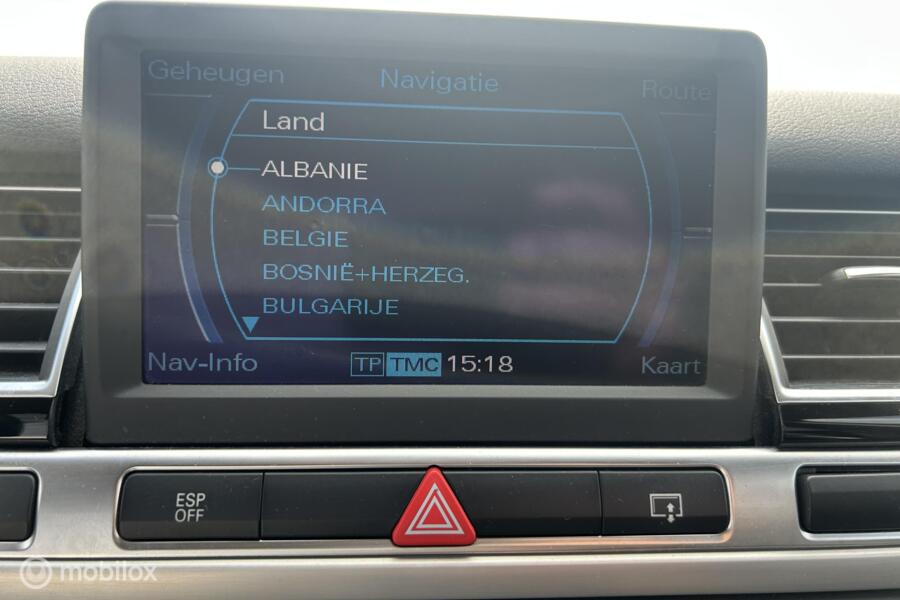 Geheugen Navigatie Route
Land
ALBANIE
ANDORRA
BELGIE
BOSNIË+HERZEG.
BULGARIJE
Nav-Info TP TMC 15:18 Kaart
ESP
OFF
mobilox